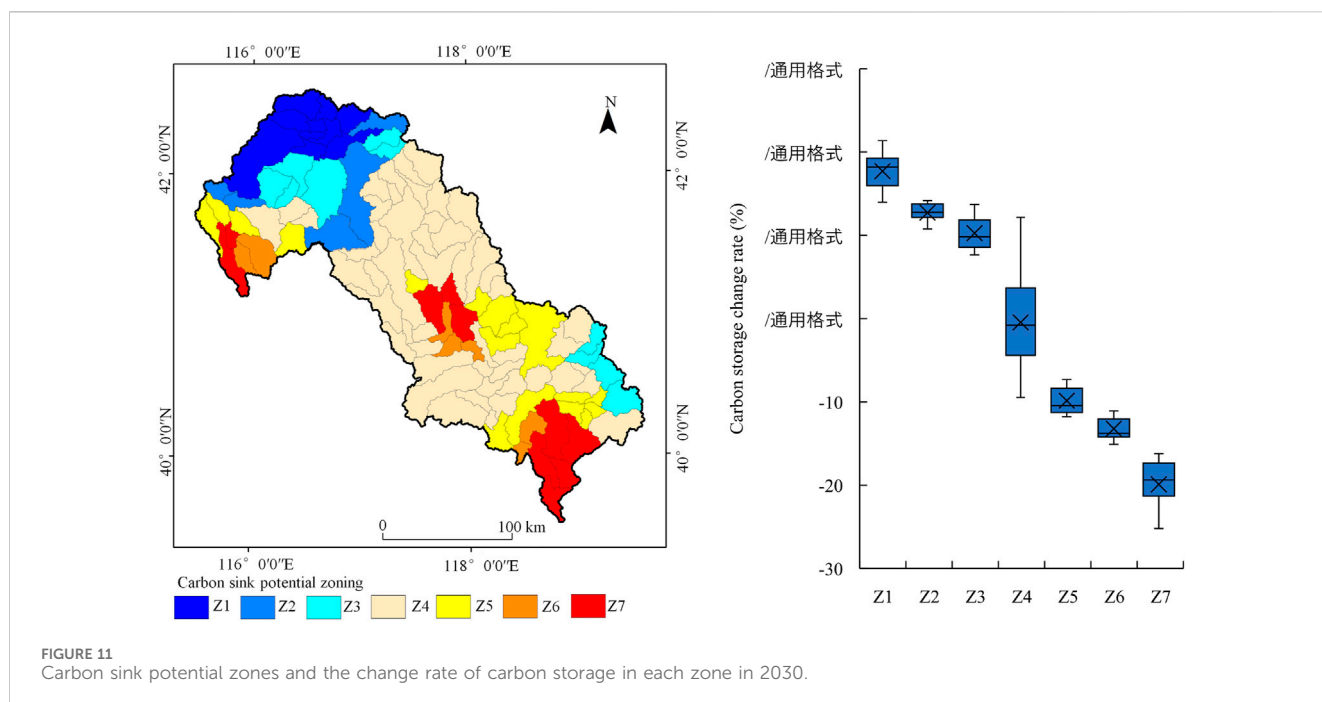 116° 0'0"E
118° 0'0"E
N
42° 0'0"N
42° 0'0"N
40° 0'0"N
40° 0'0"N
0
100 km
116° 0'0"E
118° 0'0"E
Carbon sink potential zoning
Z1
Z2
Z3
Z4
Z5
Z6
Z7
Carbon storage change rate (%)
/通用格式
/通用格式
/通用格式
/通用格式
-10
-20
-30
Z1
Z2
Z3
Z4
Z5
Z6
Z7
FIGURE 11
Carbon sink potential zones and the change rate of carbon storage in each zone in 2030.